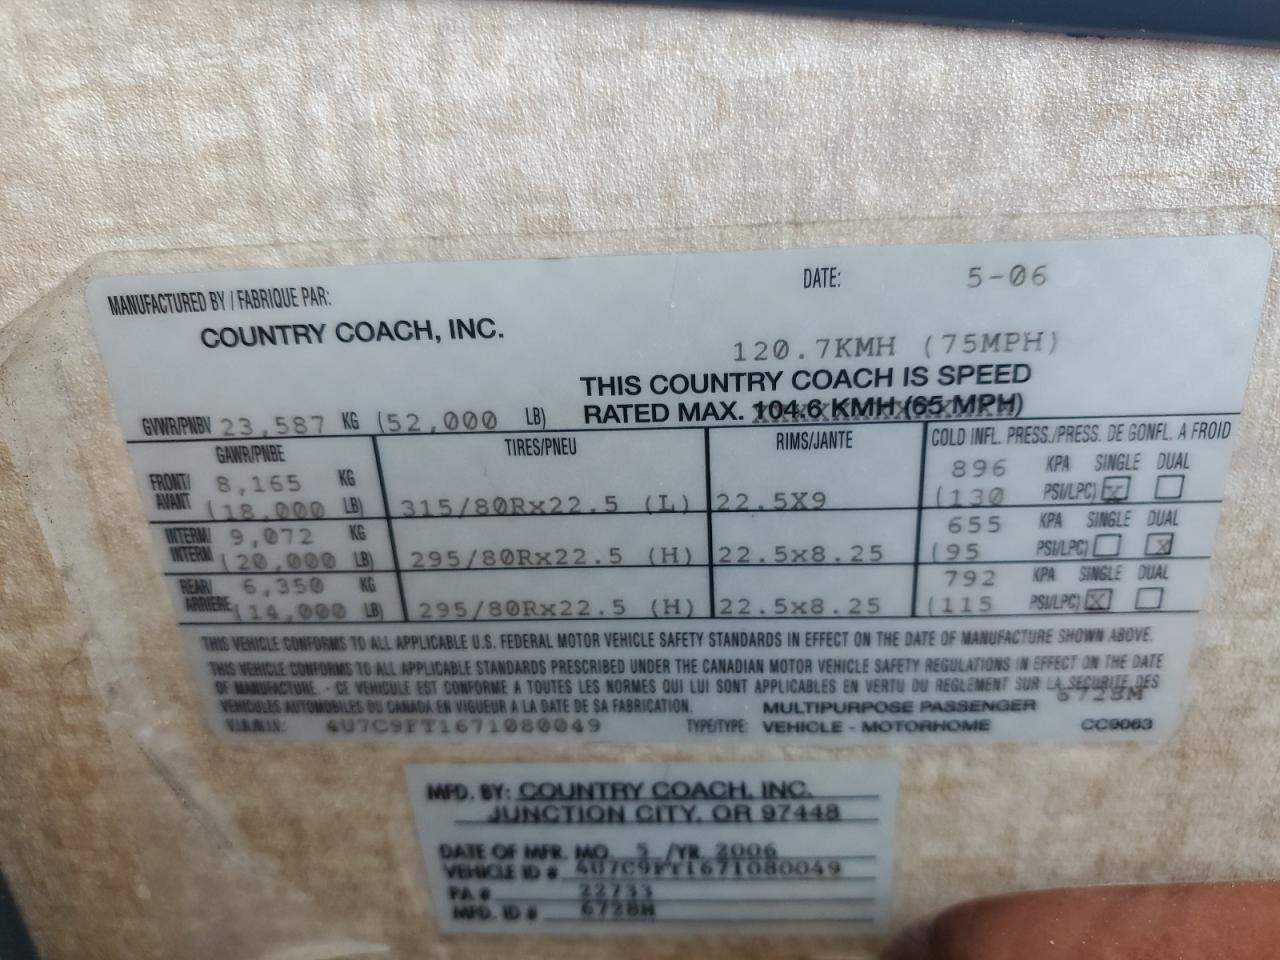 MANUFACTURED BY / FABRIQUE PAR:
DATE: 5-06
COUNTRY COACH, INC.
120.7KMH (75MPH)
THIS COUNTRY COACH IS SPEED
GVWR/PNBV 23,587 KG (52,000 LB) RATED MAX. 104.6 KMH (65 MPH)
GAWR/PNBE TIRES/PNEU RIMS/JANTE COLD INFL. PRESS./PRESS. DE GONFL. A FROID
FRONT/ 8,165 KG 896 KPA SINGLE DUAL
AVANT (18,000 LB) 315/80Rx22.5 (L) 22.5X9 (130 PSI/LPC) X
INTERM/ 9,072 KG 655 KPA SINGLE DUAL
INTERM (20,000 LB) 295/80Rx22.5 (H) 22.5x8.25 (95 PSI/LPC) X
REAR/ 6,350 KG 792 KPA SINGLE DUAL
ARRIERE (14,000 LB) 295/80Rx22.5 (H) 22.5x8.25 (115 PSI/LPC) X
THIS VEHICLE CONFORMS TO ALL APPLICABLE U.S. FEDERAL MOTOR VEHICLE SAFETY STANDARDS IN EFFECT ON THE DATE OF MANUFACTURE SHOWN ABOVE.
THIS VEHICLE CONFORMS TO ALL APPLICABLE STANDARDS PRESCRIBED UNDER THE CANADIAN MOTOR VEHICLE SAFETY REGULATIONS IN EFFECT ON THE DATE
OF MANUFACTURE. - CE VEHICULE EST CONFORME A TOUTES LES NORMES QUI LUI SONT APPLICABLES EN VERTU DU REGLEMENT SUR LA SECURITE DES
VEHICULES AUTOMOBILES DU CANADA EN VIGUEUR A LA DATE DE SA FABRICATION. MULTIPURPOSE PASSENGER 6728M
V.I.N./N.I.V.: 4U7C9FT1671080049 TYPE/TYPE: VEHICLE - MOTORHOME CC9063
MFD. BY: COUNTRY COACH, INC.
JUNCTION CITY, OR 97448
DATE OF MFR. MO. 5 /YR. 2006
VEHICLE ID # 4U7C9FT1671080049
PA # 22733
MFD. ID # 6728M